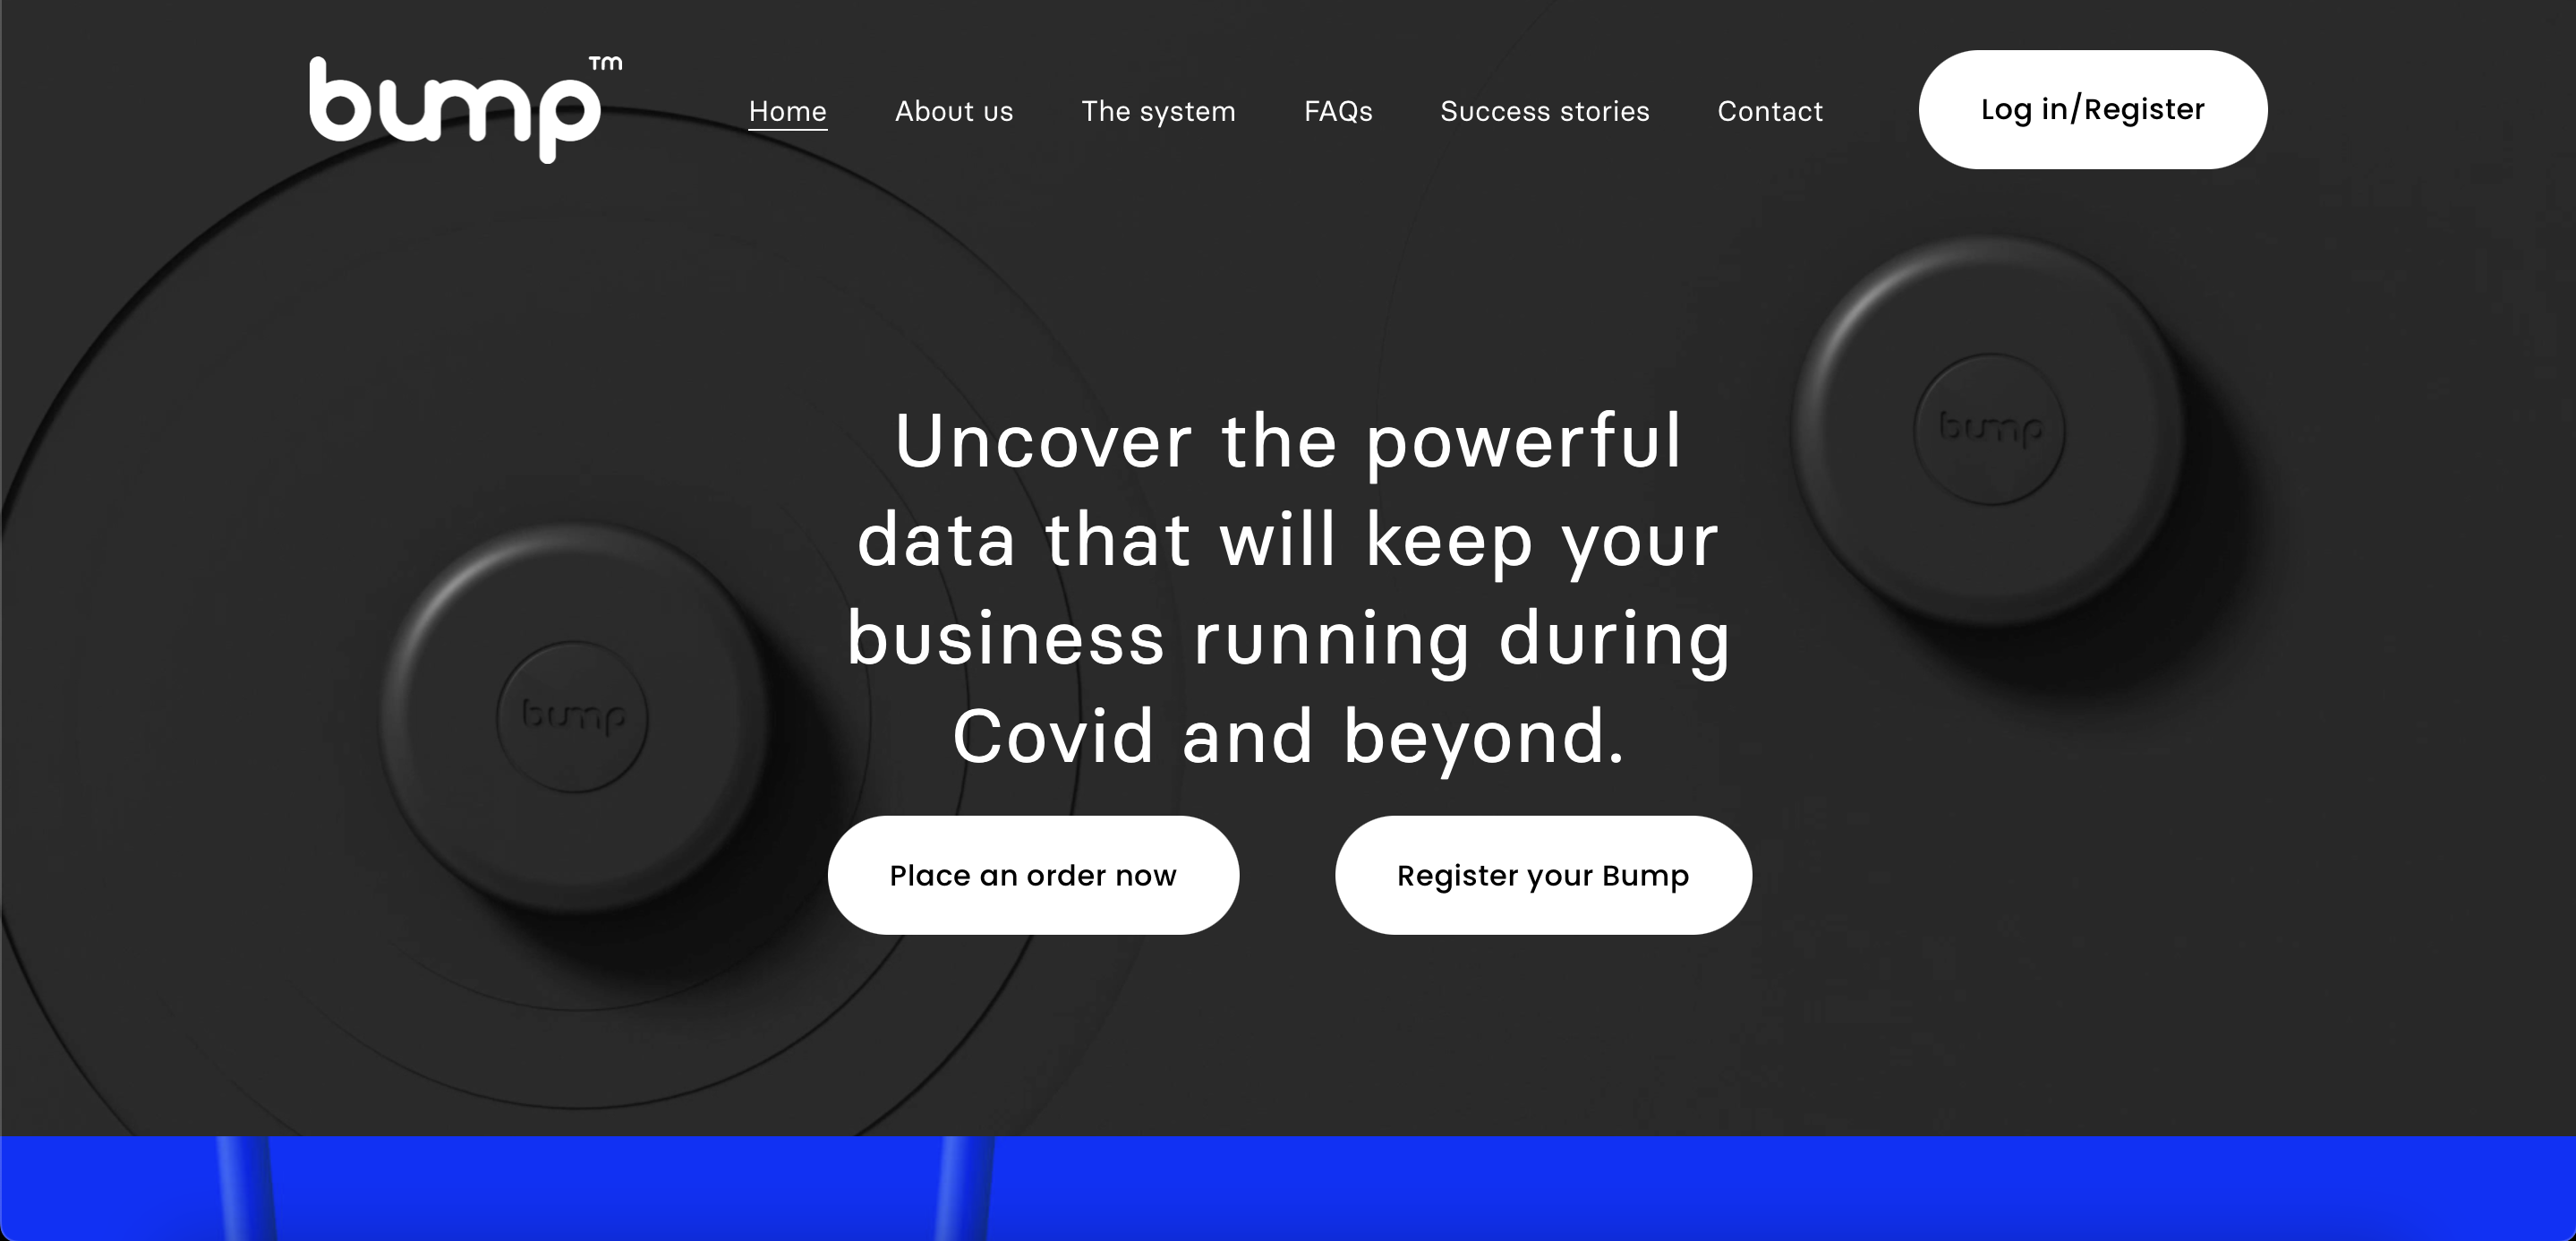 bump™
Home About us The system FAQs Success stories Contact Log in/Register
Uncover the powerful
data that will keep your
business running during
Covid and beyond.
bump
bump
Place an order now Register your Bump